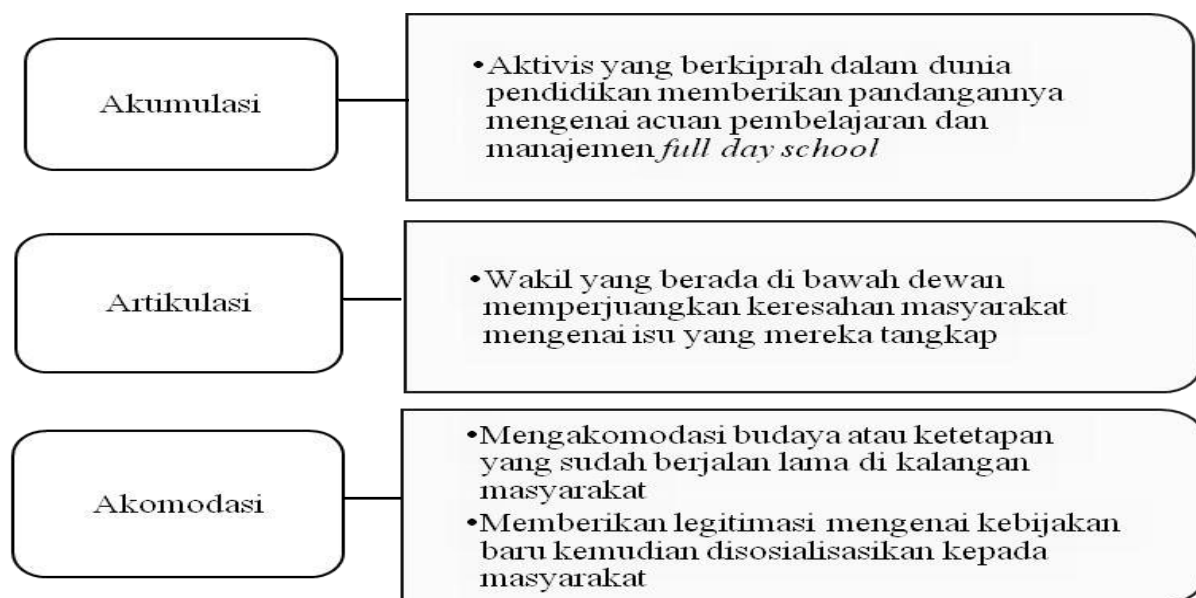 Akumulasi
•Aktivis yang berkiprah dalam dunia
pendidikan memberikan pandangannya
mengenai acuan pembelajaran dan
manajemen full day school
Artikulasi
•Wakil yang berada di bawah dewan
memperjuangkan keresahan masyarakat
mengenai isu yang mereka tangkap
Akomodasi
•Mengakomodasi budaya atau ketetapan
yang sudah berjalan lama di kalangan
masyarakat
•Memberikan legitimasi mengenai kebijakan
baru kemudian disosialisasikan kepada
masyarakat